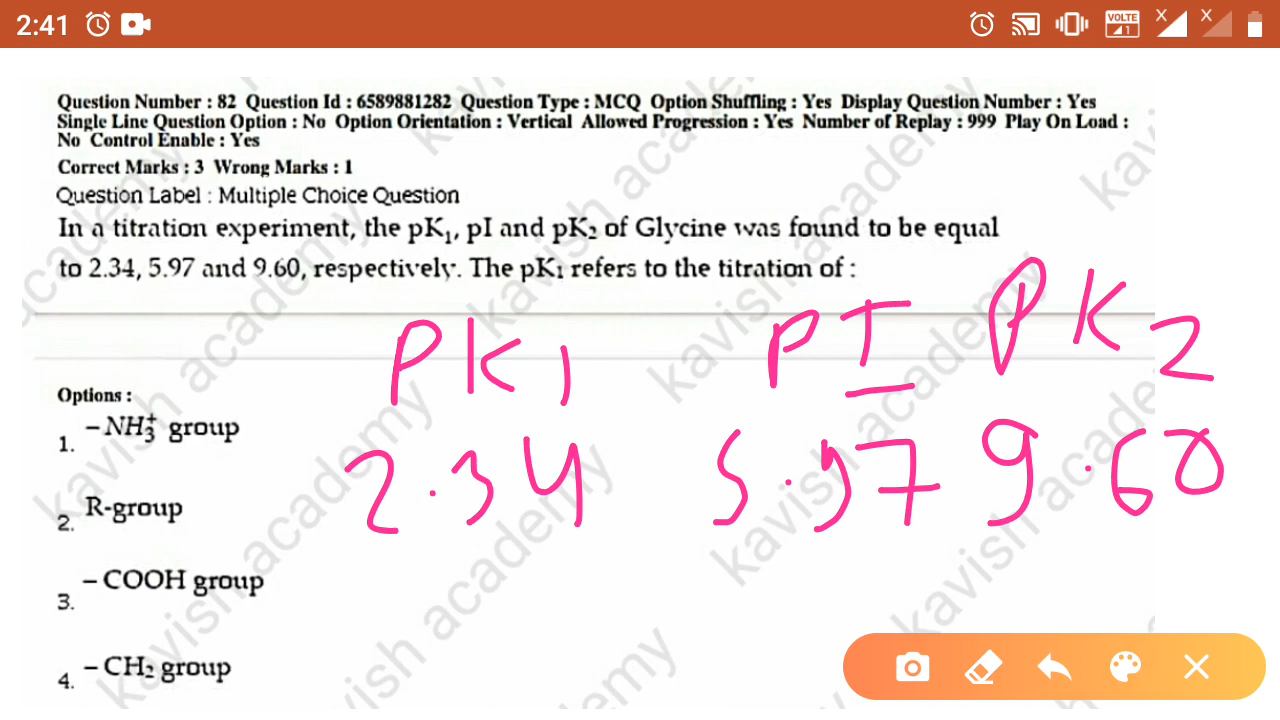 2:41
VOLTE 1 X X
Question Number : 82 Question Id : 6589881282 Question Type : MCQ Option Shuffling : Yes Display Question Number : Yes
Single Line Question Option : No Option Orientation : Vertical Allowed Progression : Yes Number of Replay : 999 Play On Load :
No Control Enable : Yes
Correct Marks : 3 Wrong Marks : 1
Question Label : Multiple Choice Question
In a titration experiment, the pK₁, pI and pK₂ of Glycine was found to be equal
to 2.34, 5.97 and 9.60, respectively. The pK₁ refers to the titration of :
PK1 PI PK2
2.34 5.97 9.60
Options :
1. – NH₃⁺ group
2. R-group
3. – COOH group
4. – CH₂ group
kavish academy